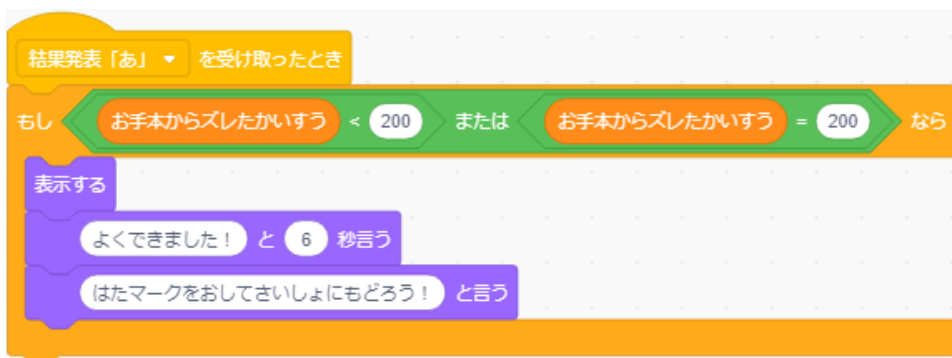 結果発表「あ」 を受け取ったとき
もし お手本からズレたかいすう < 200 または お手本からズレたかいすう = 200 なら
表示する
よくできました! と 6 秒言う
はたマークをおしてさいしょにもどろう! と言う